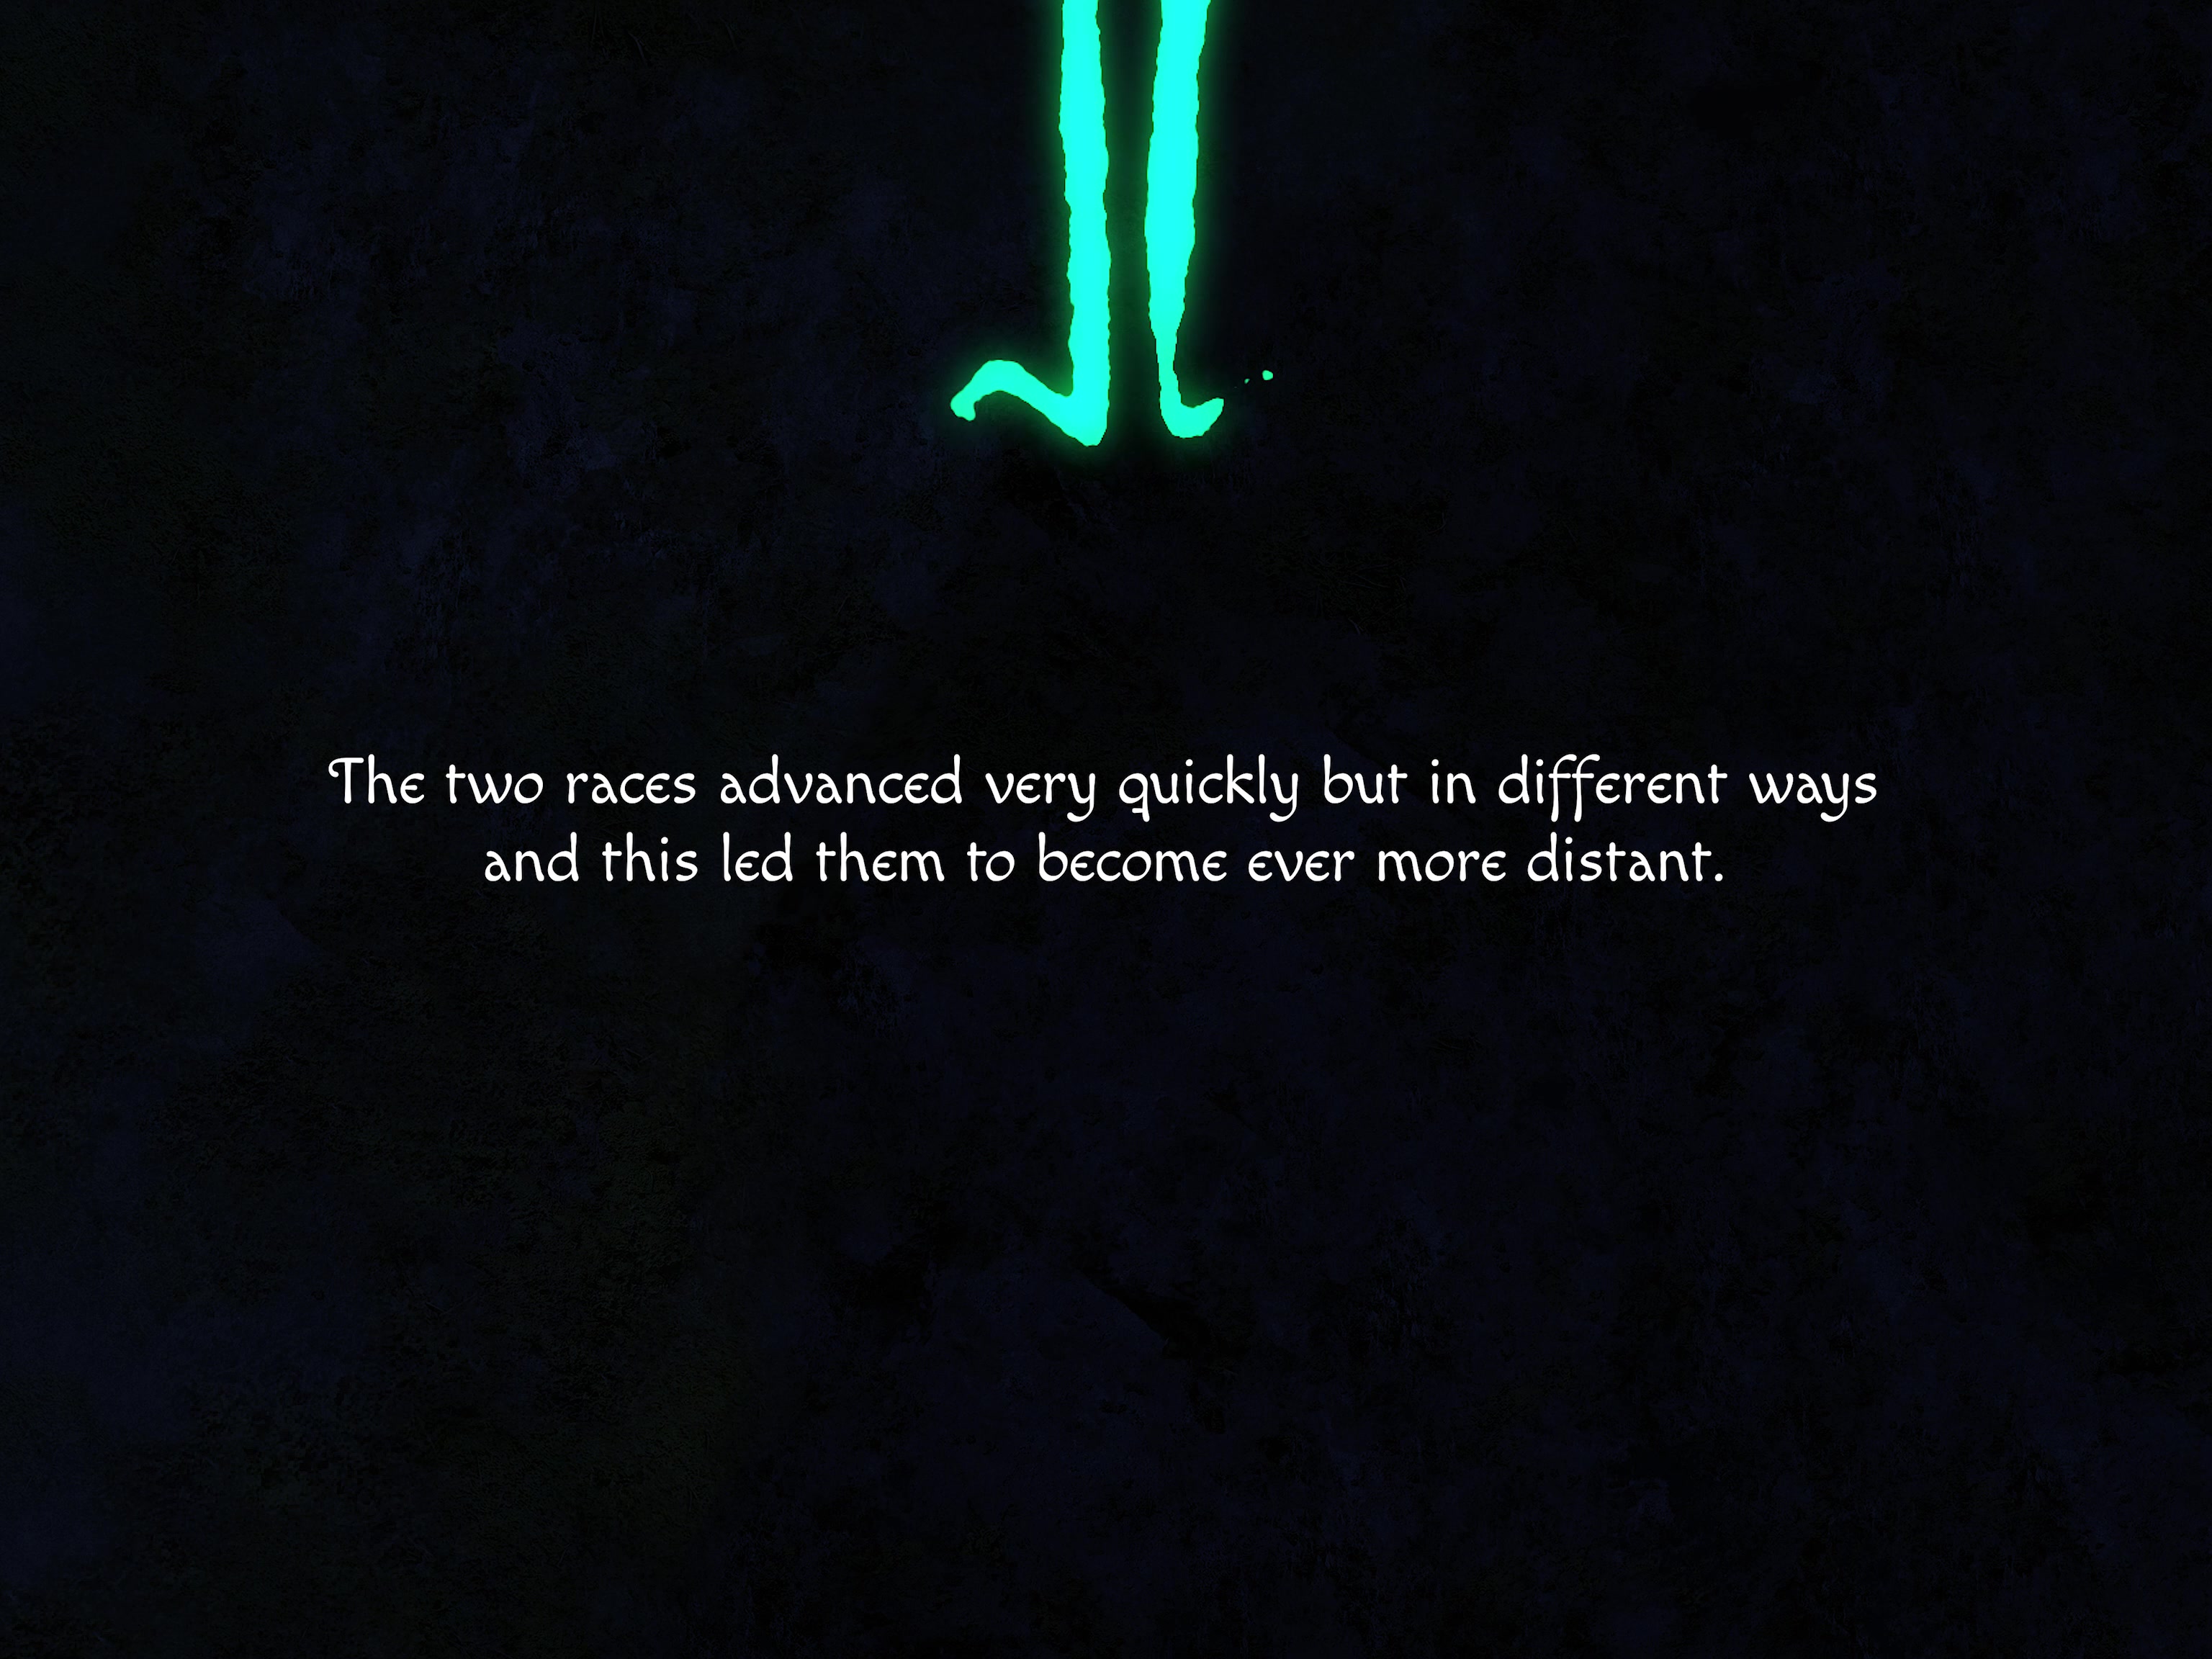 The two races advanced very quickly but in different ways
and this led them to become ever more distant.